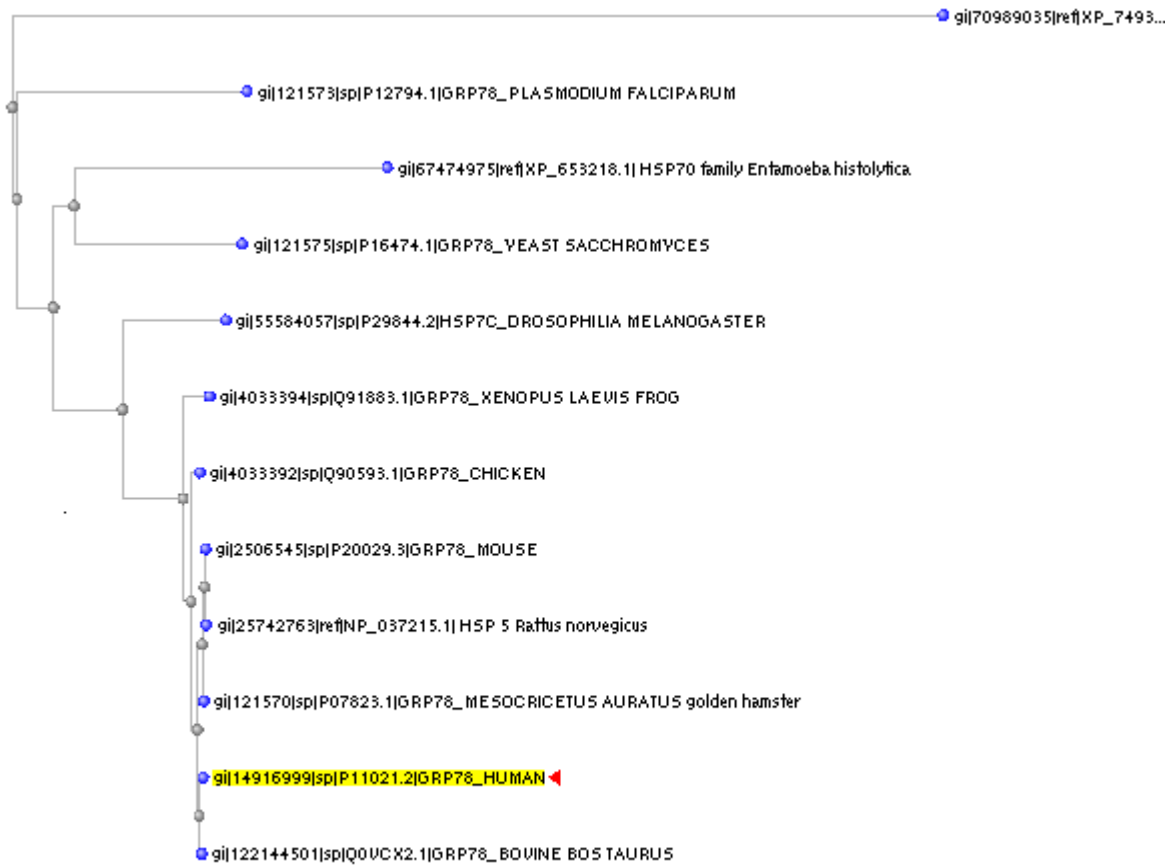 gi|70989035|ref|XP_7493...
gi|121573|sp|P12794.1|GRP78_PLASMODIUM FALCIPARUM
gi|67474975|ref|XP_653218.1| HSP70 family Entamoeba histolytica
gi|121575|sp|P16474.1|GRP78_YEAST SACCHROMYCES
gi|55584057|sp|P29844.2|HSP7C_DROSOPHILIA MELANOGASTER
gi|4033394|sp|Q91883.1|GRP78_XENOPUS LAEVIS FROG
gi|4033392|sp|Q90593.1|GRP78_CHICKEN
gi|2506545|sp|P20029.3|GRP78_MOUSE
gi|25742763|ref|NP_037215.1| HSP 5 Rattus norvegicus
gi|121570|sp|P07823.1|GRP78_MESOCRICETUS AURATUS golden hamster
gi|14916999|sp|P11021.2|GRP78_HUMAN
gi|122144501|sp|Q0VCX2.1|GRP78_BOVINE BOS TAURUS